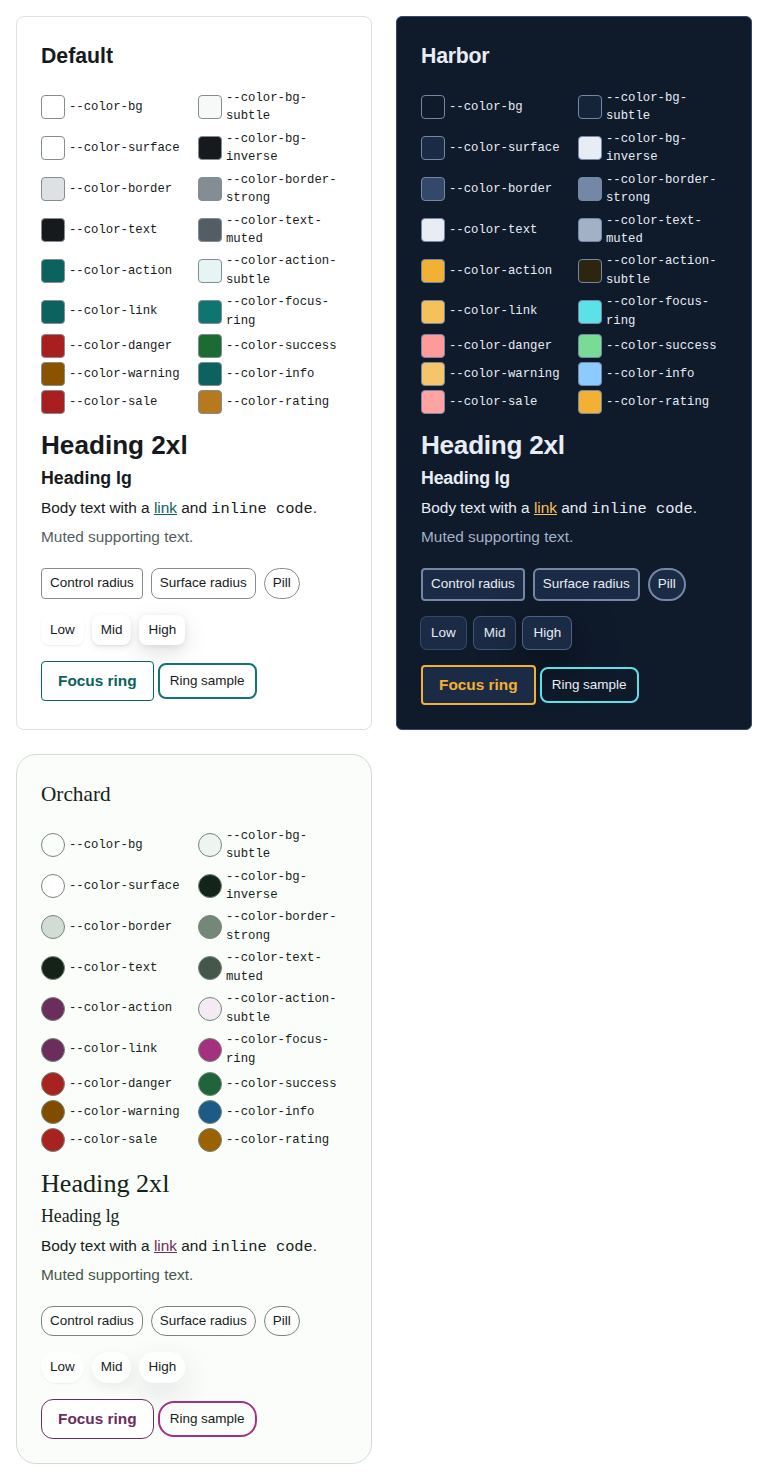 Default
--color-bg
--color-bg-
subtle
--color-surface
--color-bg-
inverse
--color-border
--color-border-
strong
--color-text
--color-text-
muted
--color-action
--color-action-
subtle
--color-link
--color-focus-
ring
--color-danger
--color-success
--color-warning
--color-info
--color-sale
--color-rating
Heading 2xl
Heading lg
Body text with a link and inline code.
Muted supporting text.
Control radius
Surface radius
Pill
Low
Mid
High
Focus ring
Ring sample
Harbor
--color-bg
--color-bg-
subtle
--color-surface
--color-bg-
inverse
--color-border
--color-border-
strong
--color-text
--color-text-
muted
--color-action
--color-action-
subtle
--color-link
--color-focus-
ring
--color-danger
--color-success
--color-warning
--color-info
--color-sale
--color-rating
Heading 2xl
Heading lg
Body text with a link and inline code.
Muted supporting text.
Control radius
Surface radius
Pill
Low
Mid
High
Focus ring
Ring sample
Orchard
--color-bg
--color-bg-
subtle
--color-surface
--color-bg-
inverse
--color-border
--color-border-
strong
--color-text
--color-text-
muted
--color-action
--color-action-
subtle
--color-link
--color-focus-
ring
--color-danger
--color-success
--color-warning
--color-info
--color-sale
--color-rating
Heading 2xl
Heading lg
Body text with a link and inline code.
Muted supporting text.
Control radius
Surface radius
Pill
Low
Mid
High
Focus ring
Ring sample